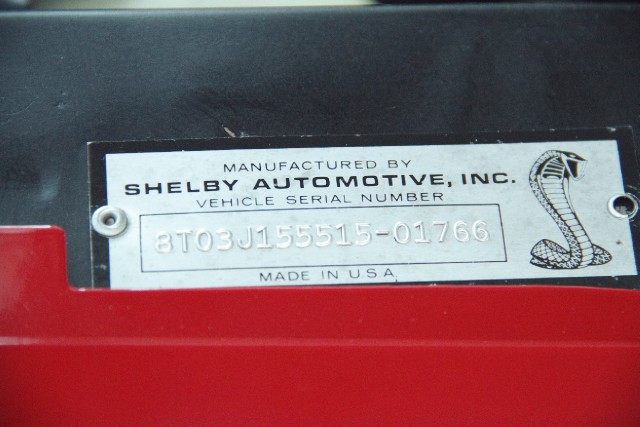 MANUFACTURED BY
SHELBY AUTOMOTIVE, INC.
VEHICLE SERIAL NUMBER
8T03J155515-01766
MADE IN U.S.A.